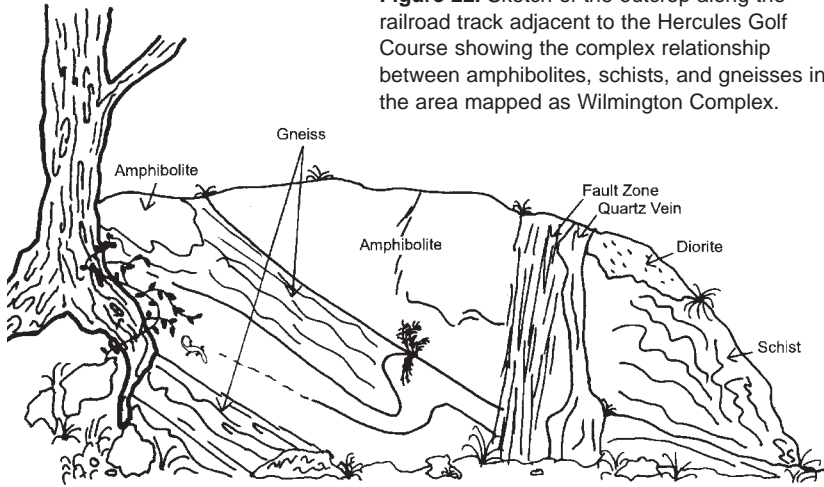 Figure 22. Sketch of the outcrop along the
railroad track adjacent to the Hercules Golf
Course showing the complex relationship
between amphibolites, schists, and gneisses in
the area mapped as Wilmington Complex.
Gneiss
Amphibolite
Fault Zone
Quartz Vein
Amphibolite
Diorite
Schist